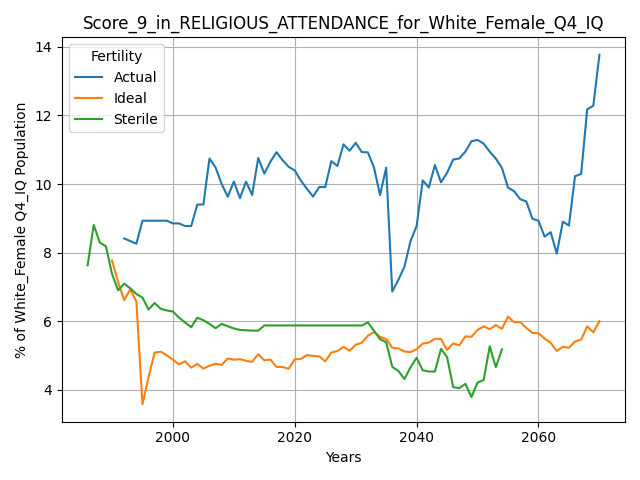 Score_9_in_RELIGIOUS_ATTENDANCE_for_White_Female_Q4_IQ
14
12
10
8
6
4
% of White_Female Q4_IQ Population
Fertility
Actual
Ideal
Sterile
2000
2020
2040
2060
Years